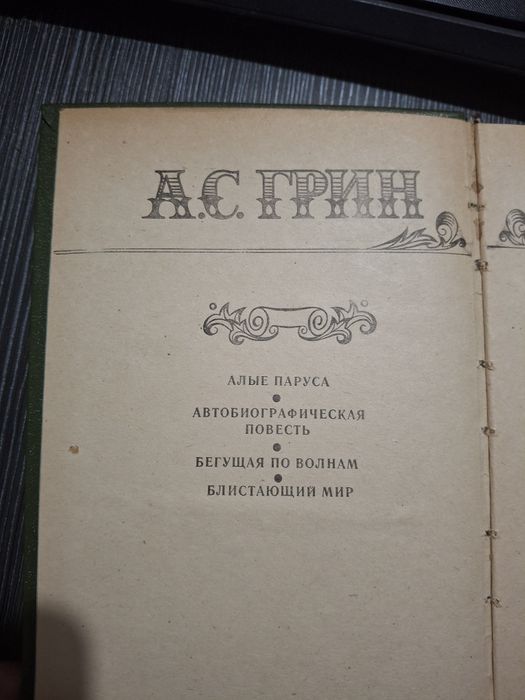 А.С. ГРИН
АЛЫЕ ПАРУСА
АВТОБИОГРАФИЧЕСКАЯ
ПОВЕСТЬ
БЕГУЩАЯ ПО ВОЛНАМ
БЛИСТАЮЩИЙ МИР